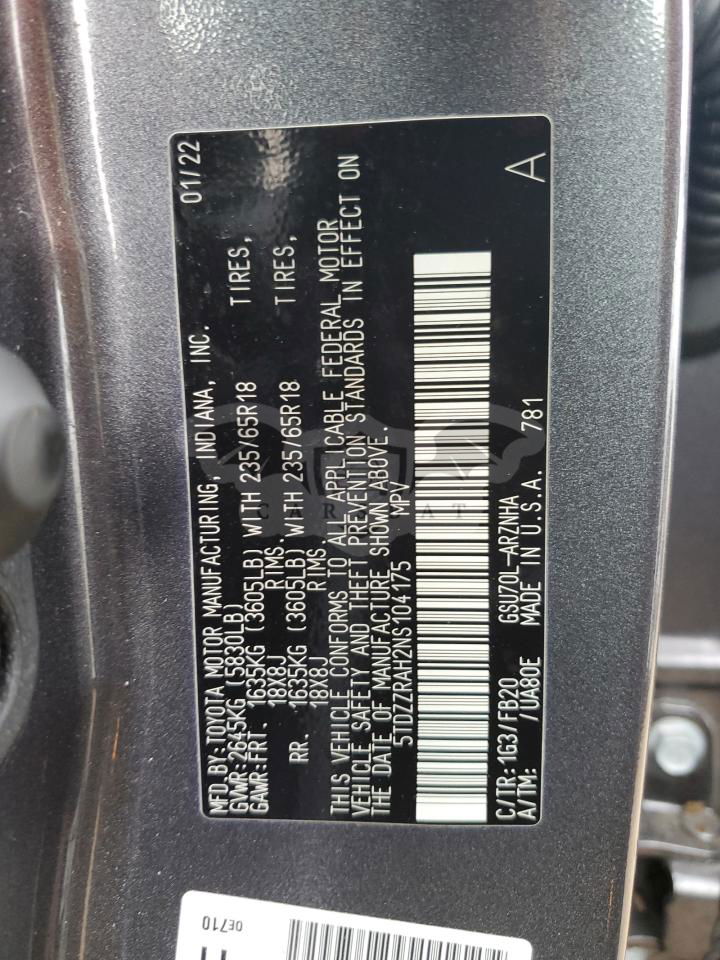 MFD.BY:TOYOTA MOTOR MANUFACTURING, INDIANA, INC. 01/22
GVWR:2645KG (5830LB)
GAWR:FRT. 1635KG (3605LB) WITH 235/65R18 TIRES,
18X8J RIMS,
RR. 1635KG (3605LB) WITH 235/65R18 TIRES,
18X8J RIMS.
THIS VEHICLE CONFORMS TO ALL APPLICABLE FEDERAL MOTOR
VEHICLE SAFETY AND THEFT PREVENTION STANDARDS IN EFFECT ON
THE DATE OF MANUFACTURE SHOWN ABOVE.
5TDZZRAH2NS104175 MPV
C/TR:1G3/FB20 GSU70L-ARZNHA
A/TM: /UA80E MADE IN U.S.A. 781 A
0E710